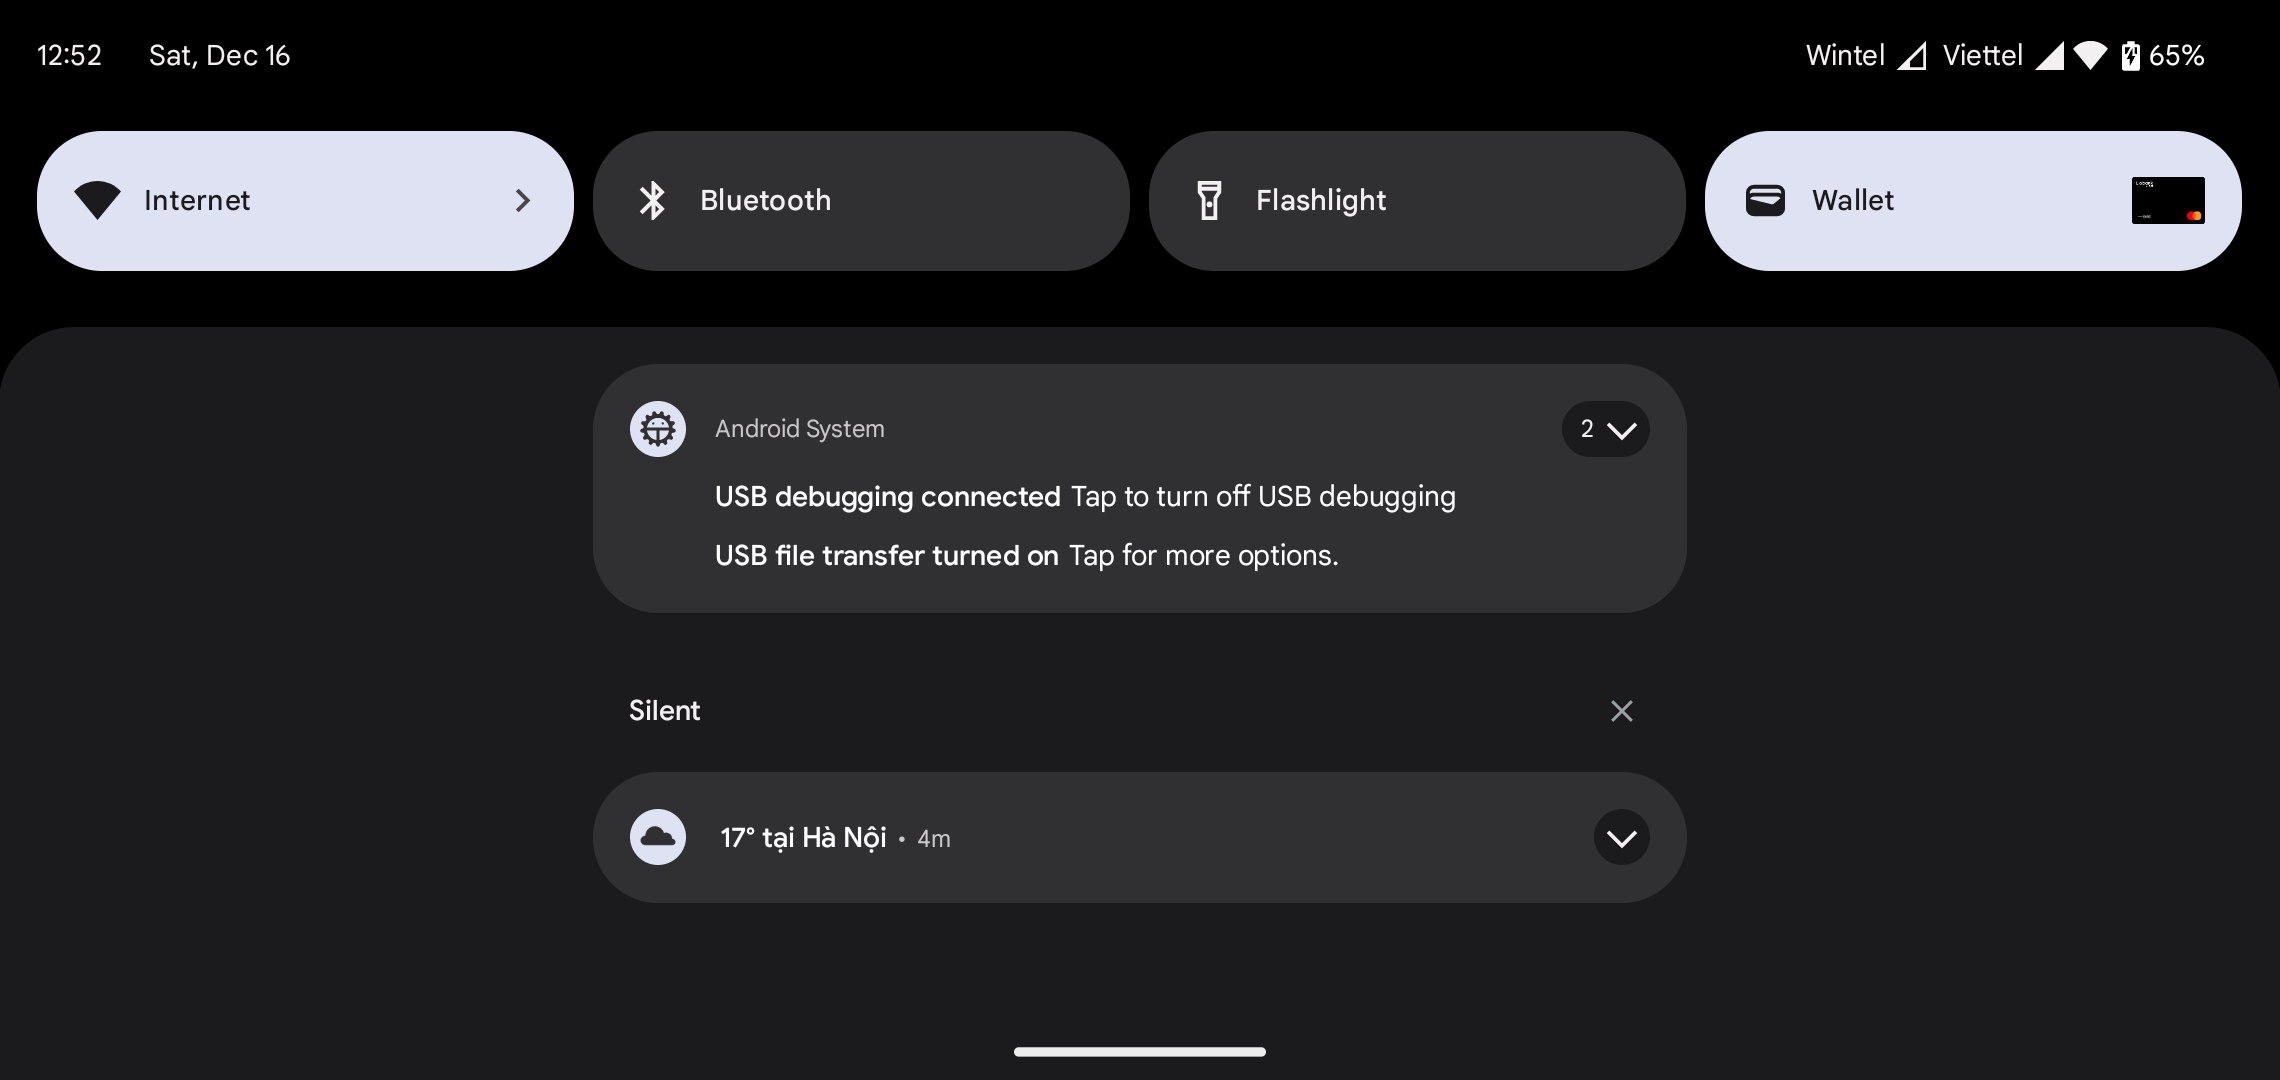 12:52 Sat, Dec 16 Wintel Viettel 65%
Internet Bluetooth Flashlight Wallet
Android System 2
USB debugging connected Tap to turn off USB debugging
USB file transfer turned on Tap for more options.
Silent
17° tại Hà Nội • 4m